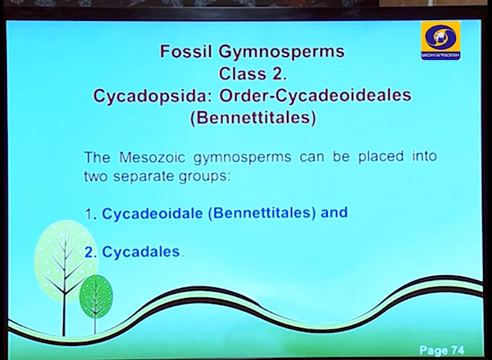 Fossil Gymnosperms
Class 2.
Cycadopsida: Order-Cycadeoideales
(Bennettitales)
MADHYAPRADESH
The Mesozoic gymnosperms can be placed into
two separate groups:
1. Cycadeoidale (Bennettitales) and
2. Cycadales.
Page 74